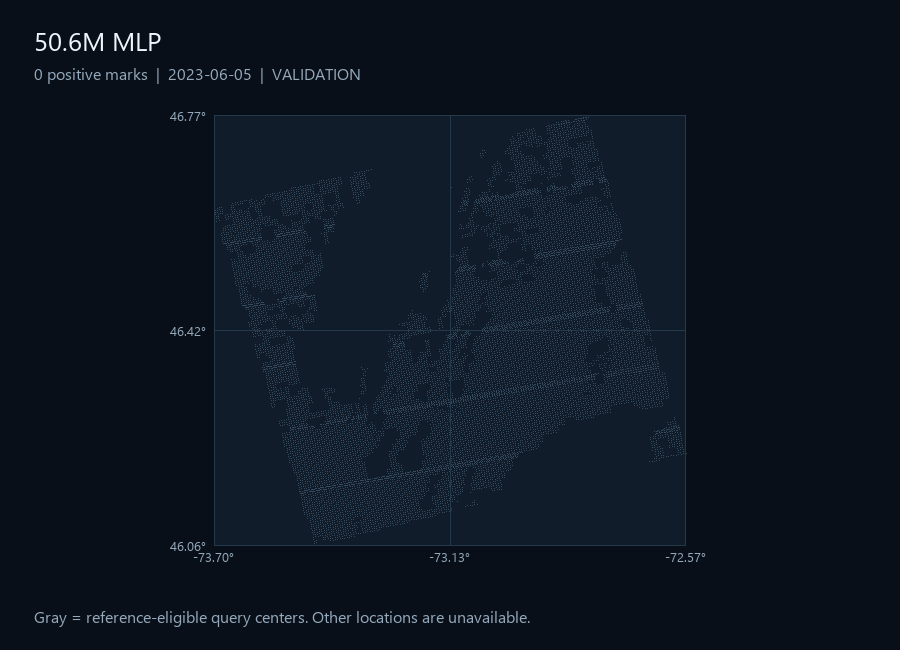 50.6M MLP
0 positive marks | 2023-06-05 | VALIDATION
46.77°
46.42°
46.06°
-73.70°
-73.13°
-72.57°
Gray = reference-eligible query centers. Other locations are unavailable.